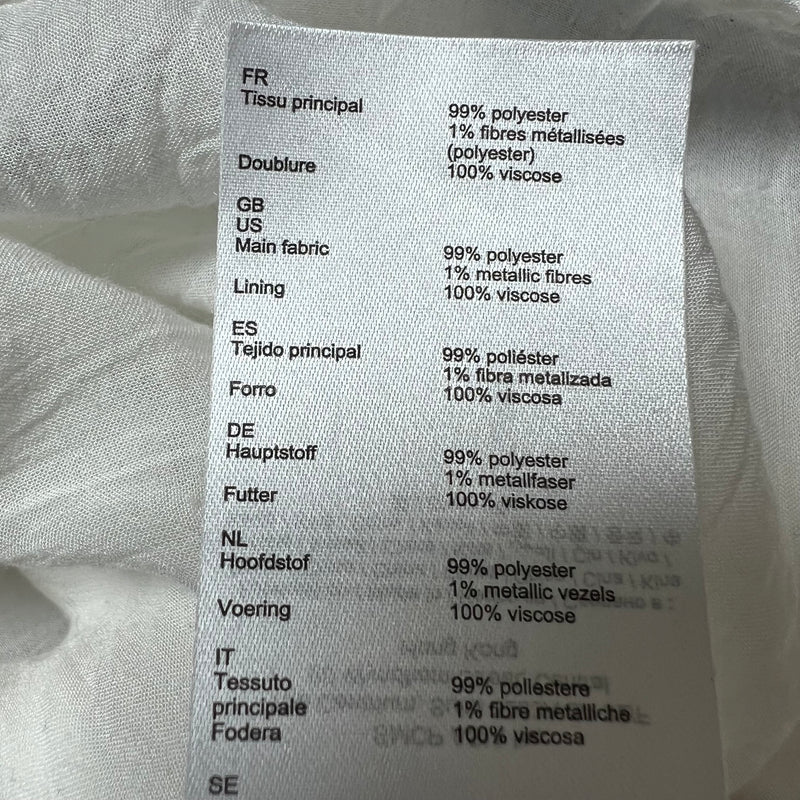 FR
Tissu principal 99% polyester
1% fibres métallisées
(polyester)
Doublure 100% viscose
GB
US
Main fabric 99% polyester
1% metallic fibres
Lining 100% viscose
ES
Tejido principal 99% poliéster
1% fibra metalizada
Forro 100% viscosa
DE
Hauptstoff 99% polyester
1% metallfaser
Futter 100% viskose
NL
Hoofdstof 99% polyester
1% metallic vezels
Voering 100% viscose
IT
Tessuto 99% poliestere
principale 1% fibre metalliche
Fodera 100% viscosa
SE
Hong Kong
SMCP